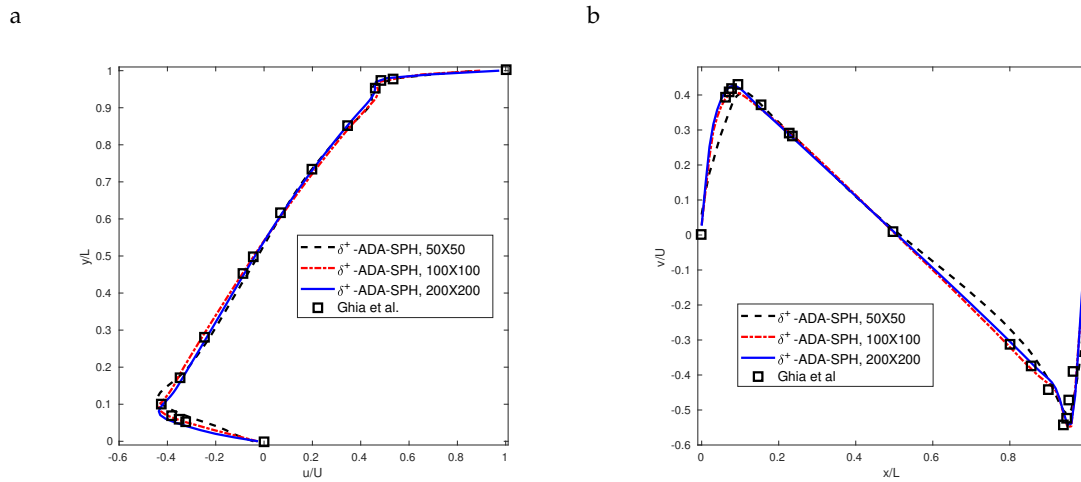 a
b
1
0.9
0.8
0.7
0.6
0.5
0.4
0.3
0.2
0.1
0
y/L
-0.6 -0.4 -0.2 0 0.2 0.4 0.6 0.8 1
u/U
δ+-ADA-SPH, 50X50
δ+-ADA-SPH, 100X100
δ+-ADA-SPH, 200X200
Ghia et al.
0.4
0.3
0.2
0.1
0
-0.1
-0.2
-0.3
-0.4
-0.5
-0.6
v/U
0 0.2 0.4 0.6 0.8
x/L
δ+-ADA-SPH, 50X50
δ+-ADA-SPH, 100X100
δ+-ADA-SPH, 200X200
Ghia et al